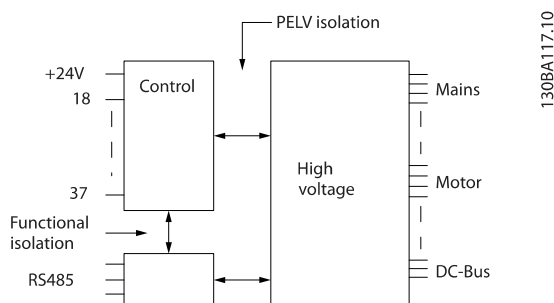 PELV isolation
130BA117.10
+24V
Control
Mains
18
High
voltage
Motor
37
Functional
isolation
RS485
DC-Bus